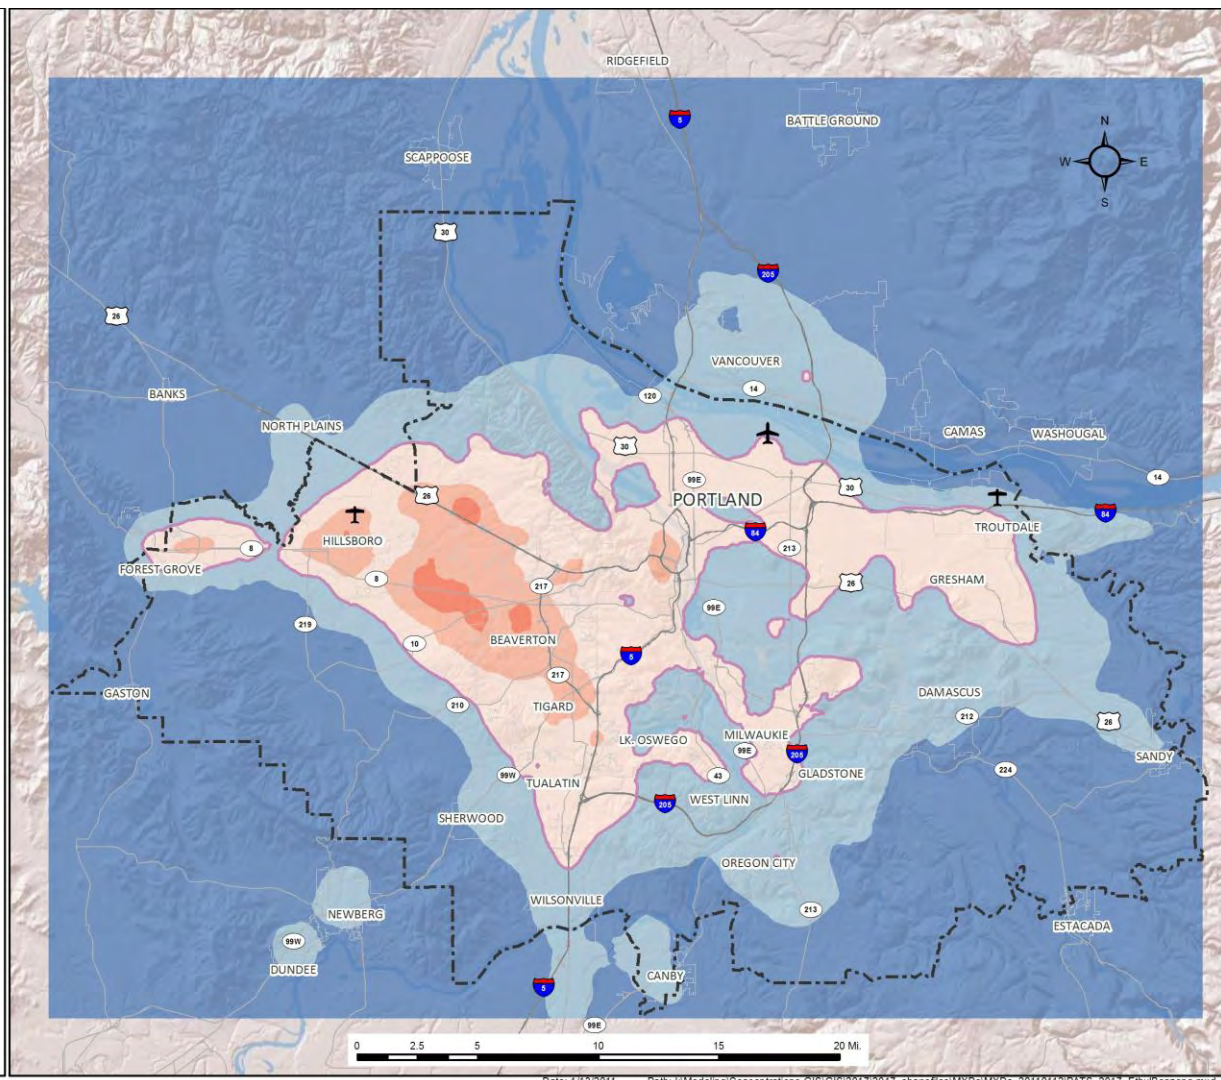 RIDGEFIELD
5
BATTLE GROUND
N
SCAPPOOSE
W E
S
30
205
26
VANCOUVER
BANKS
120
14
NORTH PLAINS
CAMAS
WASHOUGAL
30
14
99E
26
30
PORTLAND
84
TROUTDALE
84
HILLSBORO
8
213
FOREST GROVE
8
217
26
GRESHAM
99E
219
10
BEAVERTON
5
217
GASTON
210
TIGARD
DAMASCUS
212
26
LK. OSWEGO
MILWAUKIE
99E
205
SANDY
224
99W
TUALATIN
43
GLADSTONE
205
WEST LINN
SHERWOOD
OREGON CITY
WILSONVILLE
NEWBERG
213
ESTACADA
99W
DUNDEE
CANBY
5
99E
0 2.5 5 10 15 20 Mi.